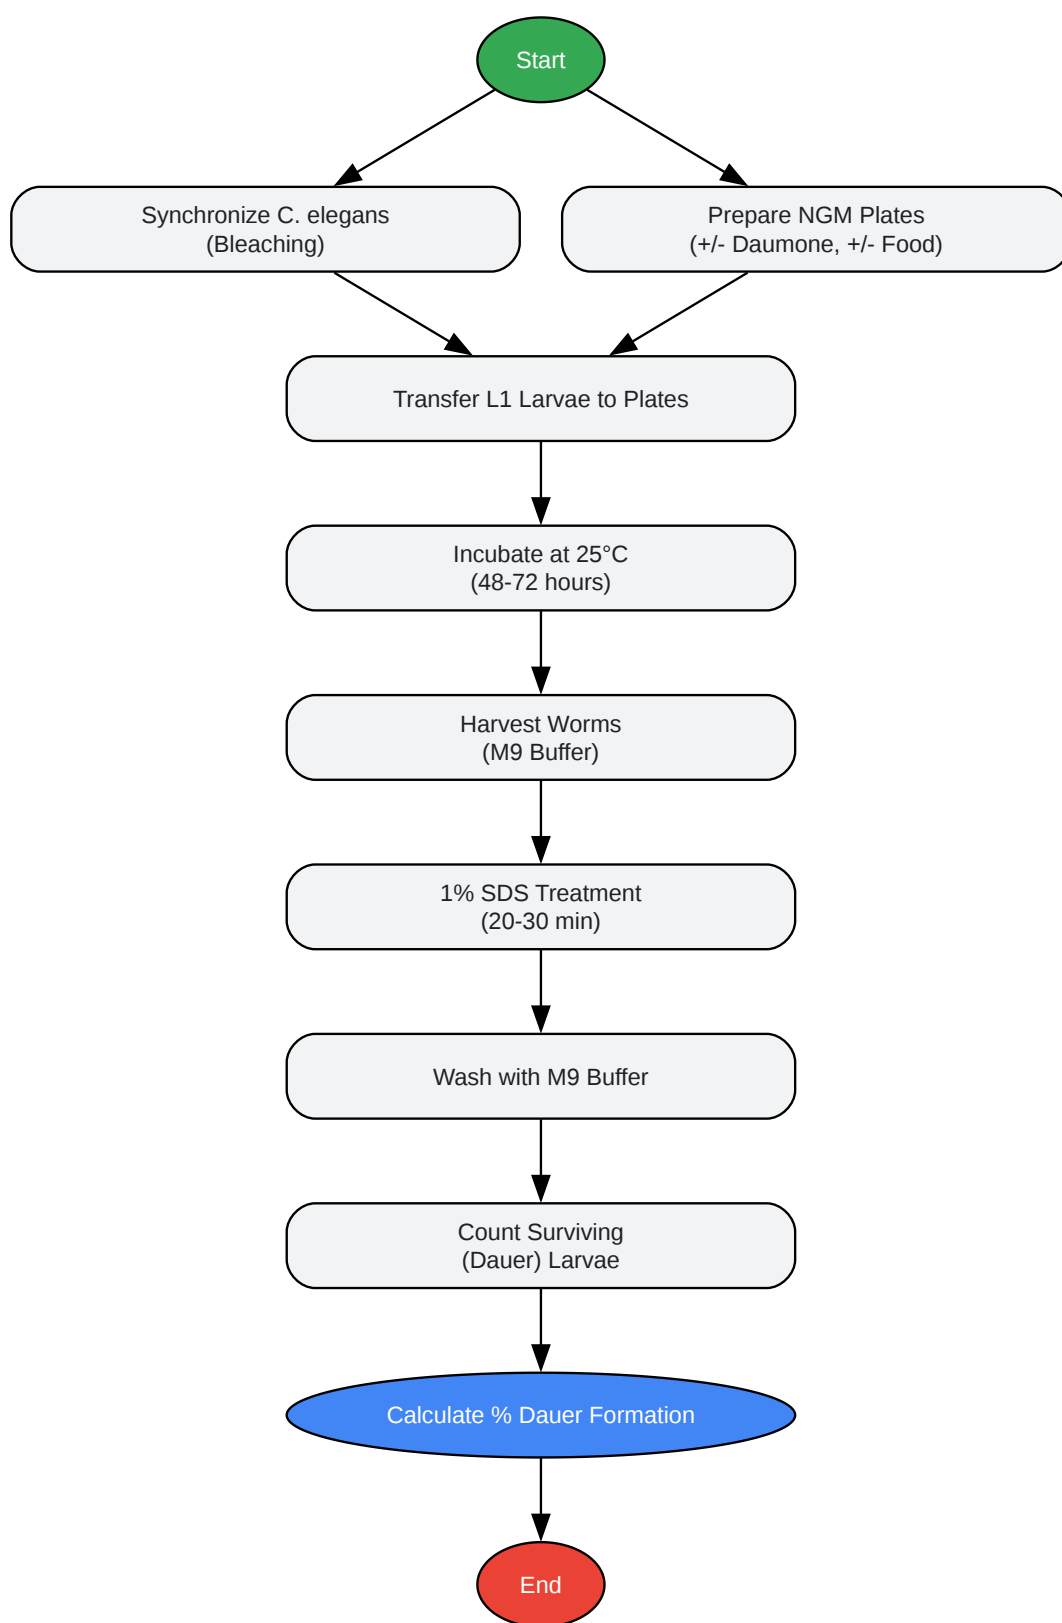 Start
Synchronize C. elegans
(Bleaching)
Prepare NGM Plates
(+/- Daumone, +/- Food)
Transfer L1 Larvae to Plates
Incubate at 25°C
(48-72 hours)
Harvest Worms
(M9 Buffer)
1% SDS Treatment
(20-30 min)
Wash with M9 Buffer
Count Surviving
(Dauer) Larvae
Calculate % Dauer Formation
End